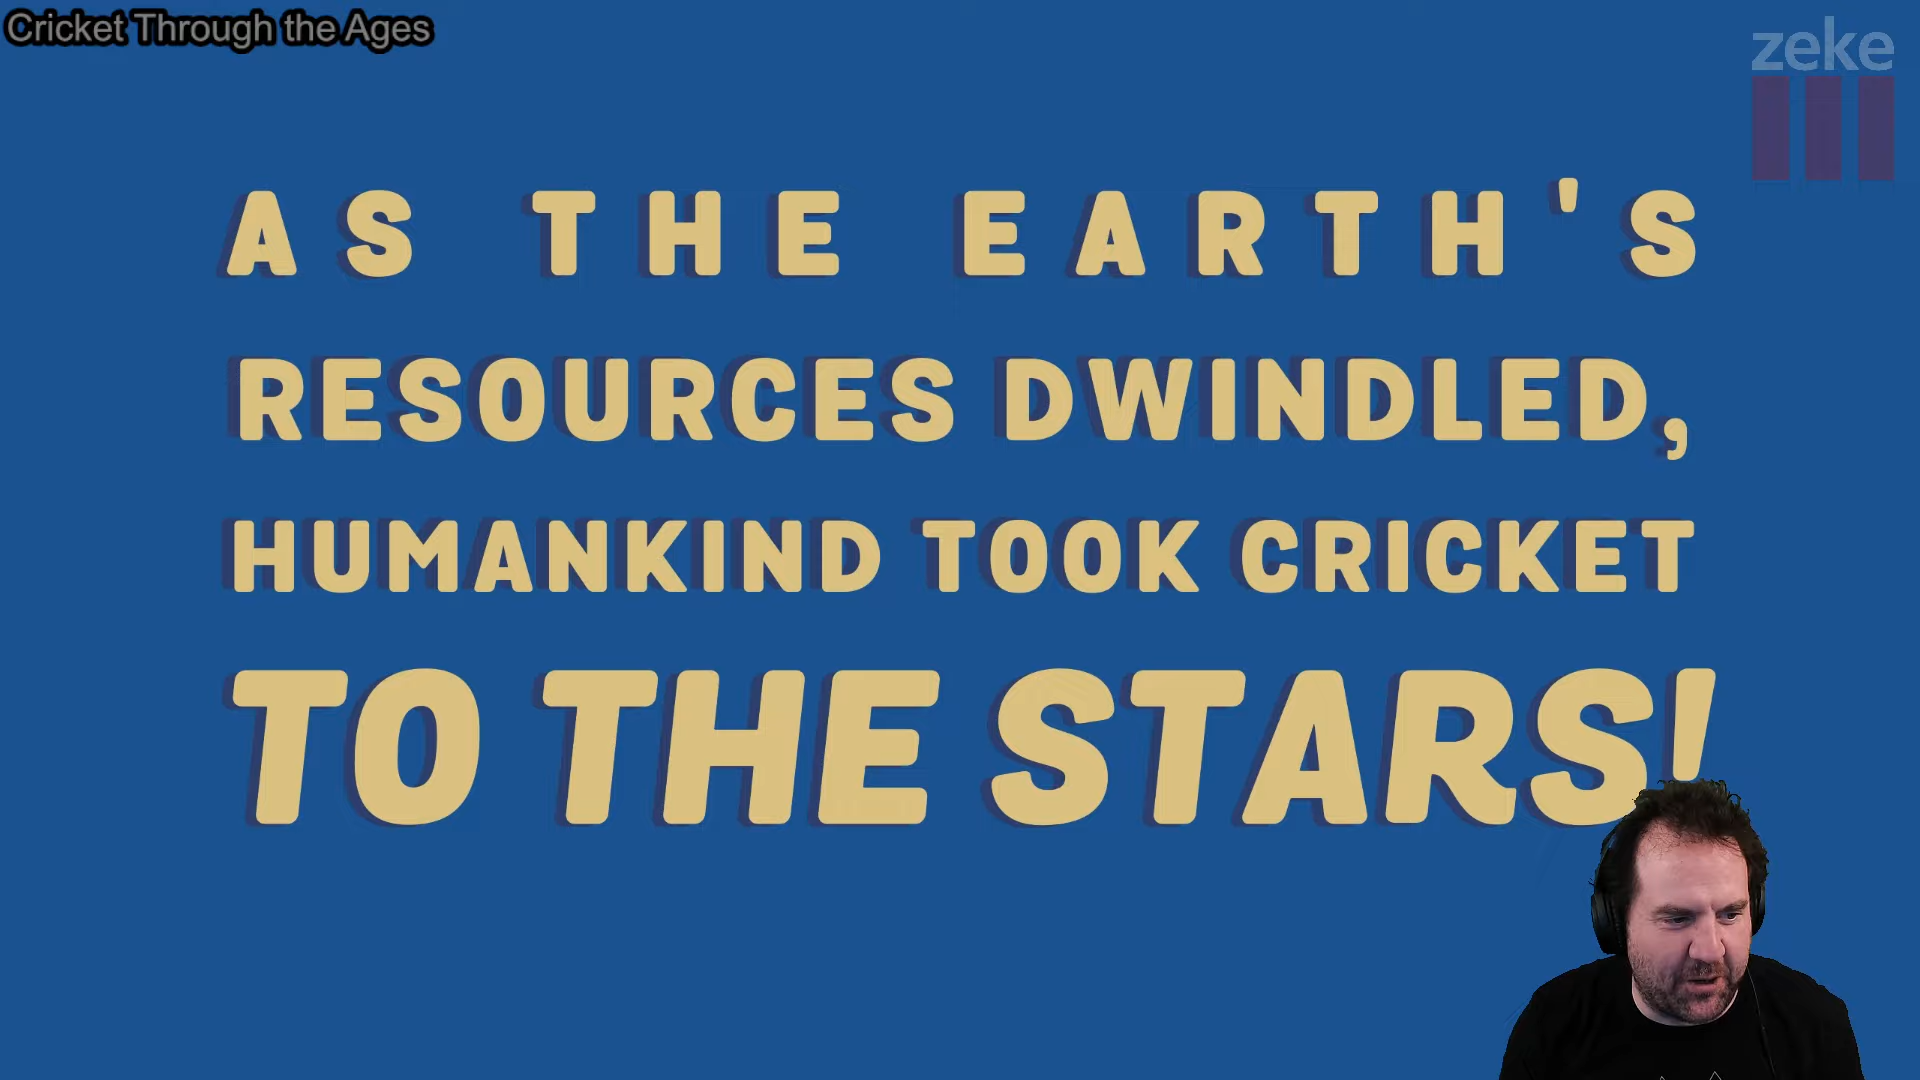 Cricket Through the Ages
zeke
AS THE EARTH'S
RESOURCES DWINDLED,
HUMANKIND TOOK CRICKET
TO THE STARS!